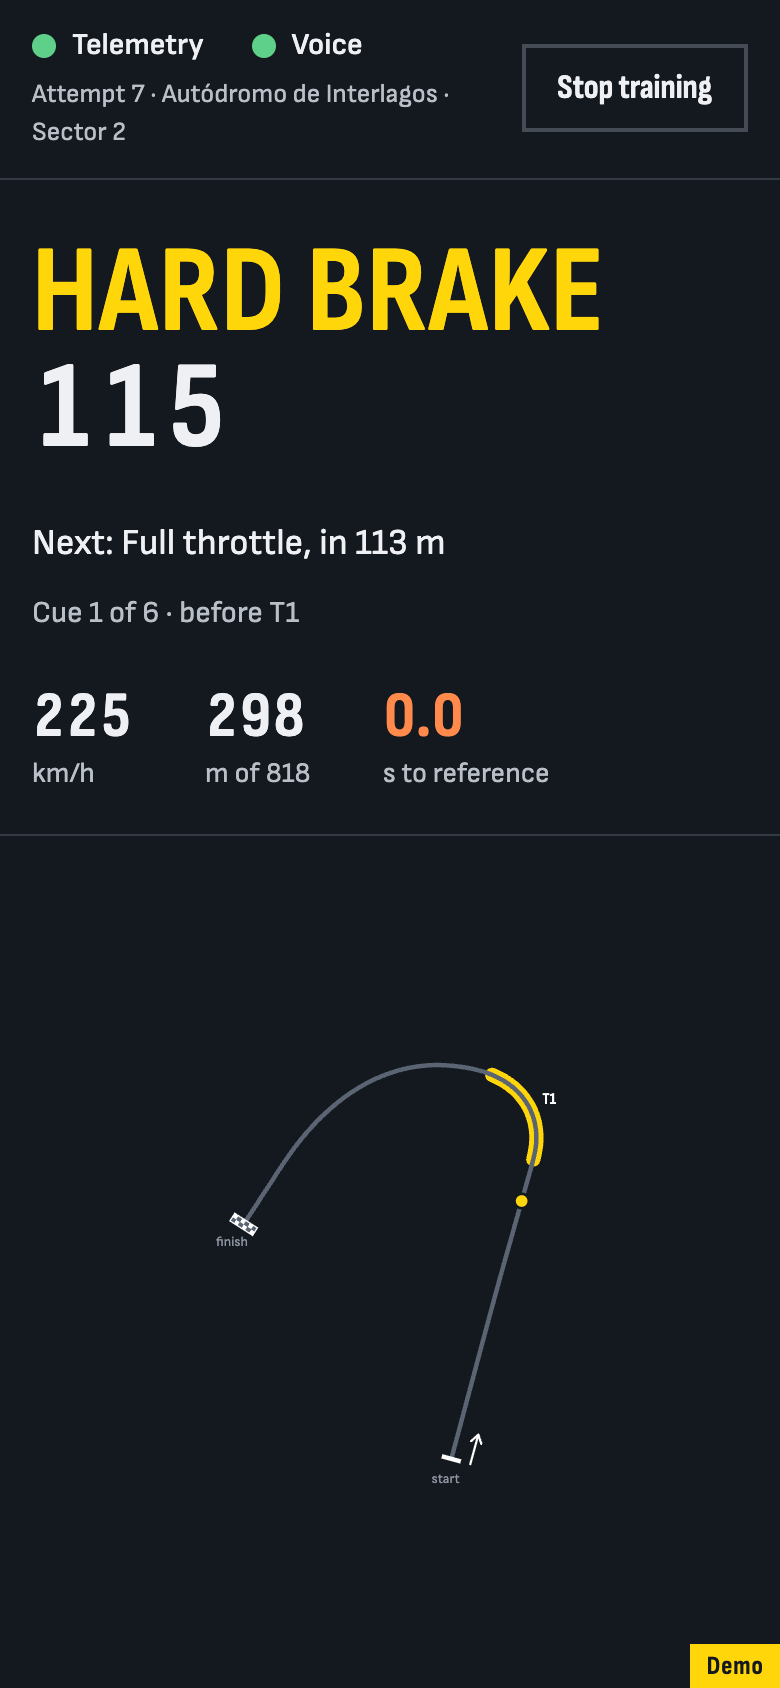 Telemetry Voice
Attempt 7 · Autódromo de Interlagos ·
Sector 2
Stop training
HARD BRAKE
115
Next: Full throttle, in 113 m
Cue 1 of 6 · before T1
225 298 0.0
km/h m of 818 s to reference
T1
finish
start
Demo